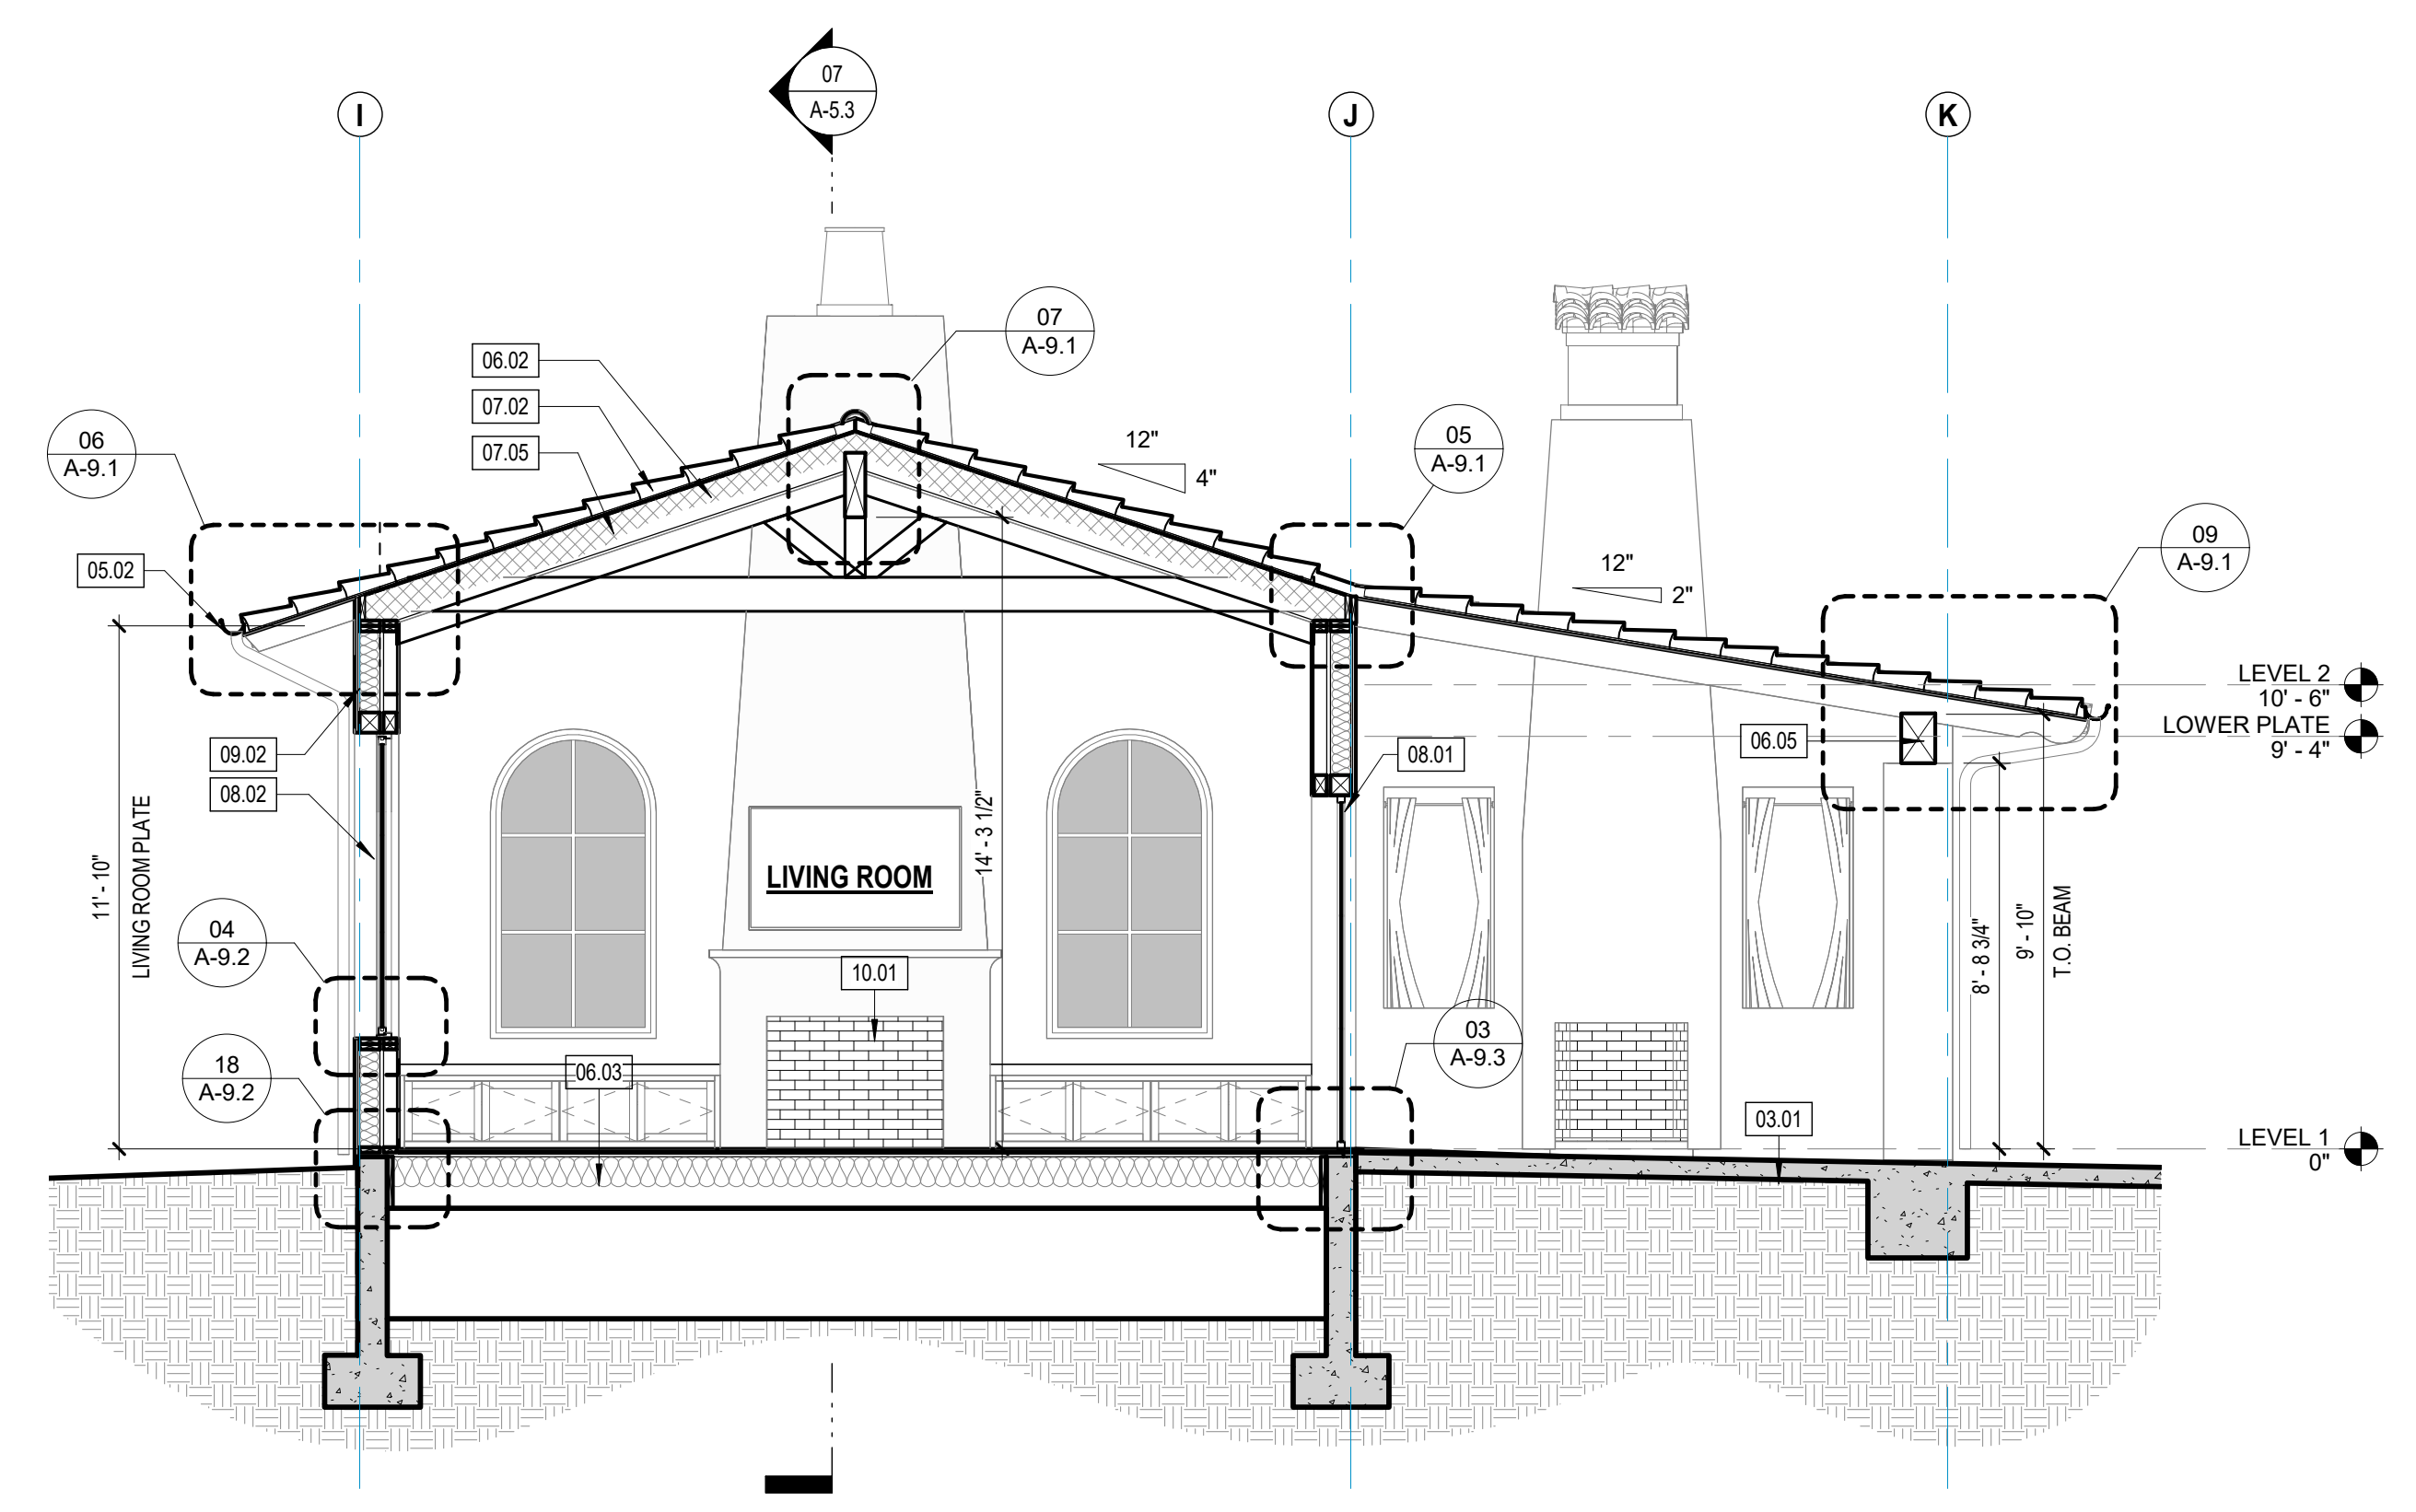 07
A-5.3
I
J
K
07
A-9.1
06.02
07.02
07.05
12"
4"
05
A-9.1
06
A-9.1
05.02
12"
2"
09
A-9.1
LEVEL 2
10' - 6"
LOWER PLATE
9' - 4"
06.05
09.02
08.01
08.02
11' - 10"
LIVING ROOM PLATE
14' - 3 1/2"
LIVING ROOM
04
A-9.2
8' - 8 3/4"
9' - 10"
T.O. BEAM
10.01
03
A-9.3
18
A-9.2
06.03
03.01
LEVEL 1
0"